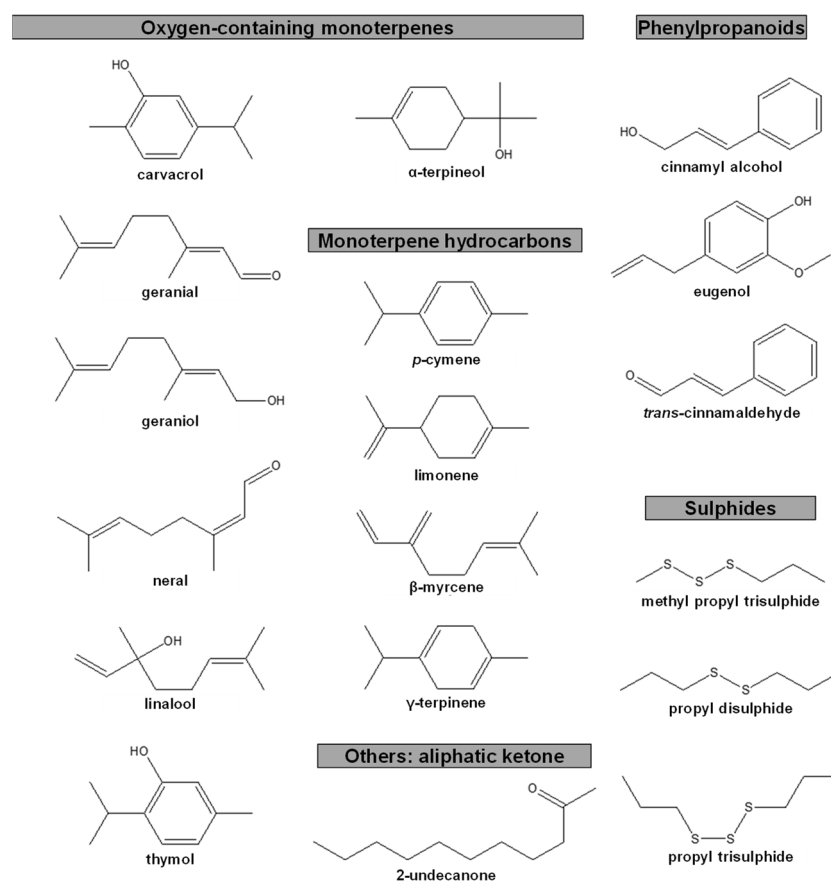 Oxygen-containing monoterpenes
Phenylpropanoids
HO
carvacrol
OH
α-terpineol
HO
cinnamyl alcohol
O
geranial
Monoterpene hydrocarbons
OH
O
eugenol
OH
geraniol
p-cymene
O
trans-cinnamaldehyde
limonene
O
neral
β-myrcene
Sulphides
S S S
methyl propyl trisulphide
OH
linalool
γ-terpinene
S S
propyl disulphide
HO
thymol
Others: aliphatic ketone
O
2-undecanone
S S S
propyl trisulphide